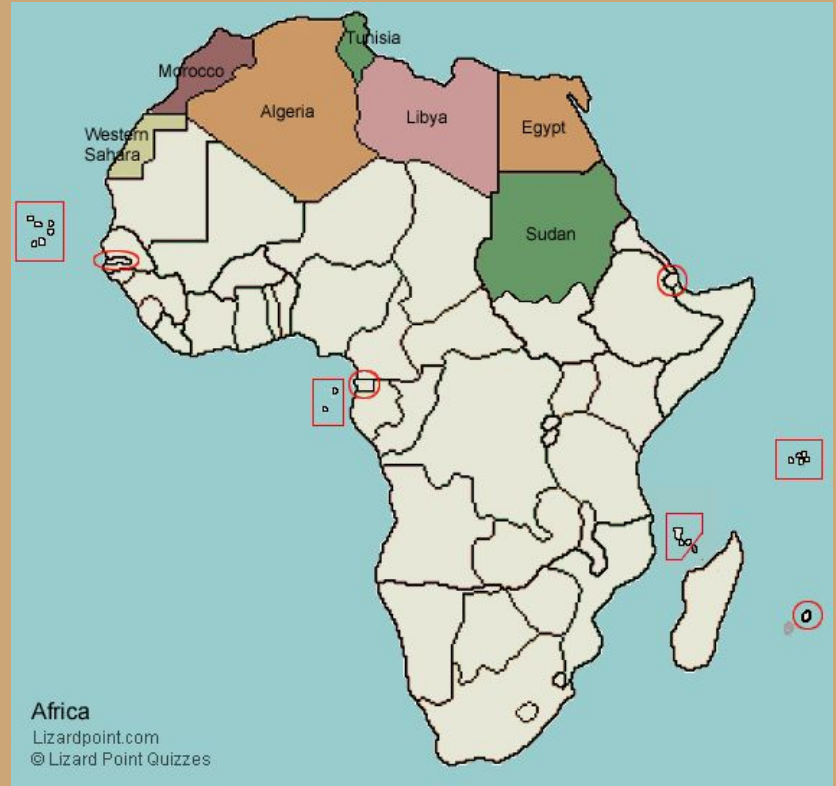 Tunisia
Morocco
Algeria
Libya
Egypt
Western
Sahara
Sudan
Africa
Lizardpoint.com
© Lizard Point Quizzes